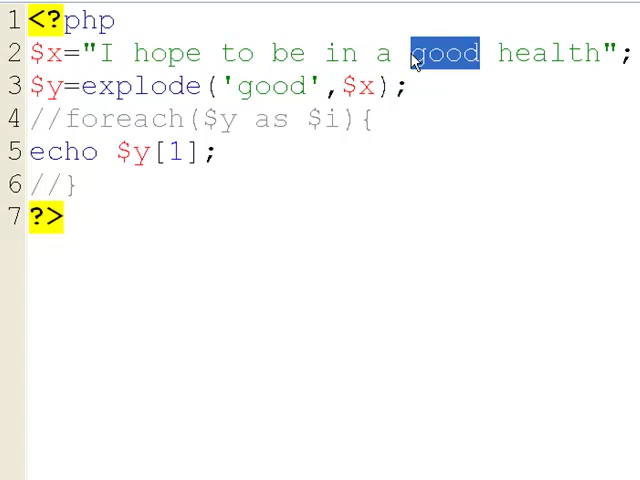 1 <?php
2 $x="I hope to be in a good health";
3 $y=explode('good',$x);
4 //foreach($y as $i){
5 echo $y[1];
6 //}
7 ?>